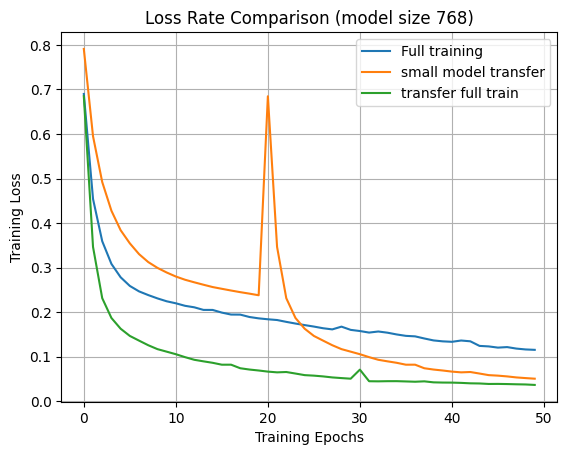 Loss Rate Comparison (model size 768)
Full training
small model transfer
transfer full train
Training Loss
0.8
0.7
0.6
0.5
0.4
0.3
0.2
0.1
0.0
0 10 20 30 40 50
Training Epochs